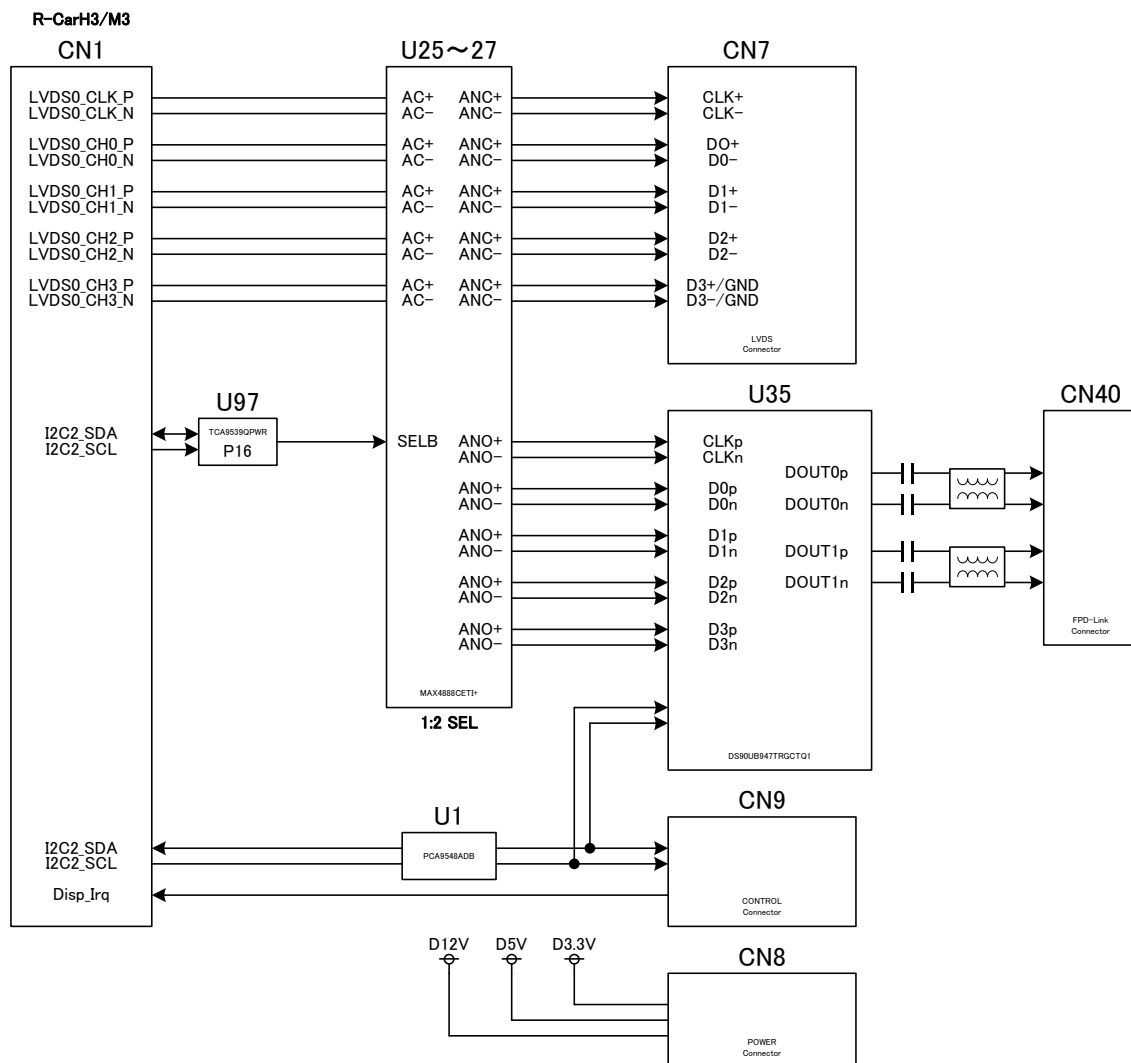 R-CarH3/M3
CN1
U25～27
CN7
LVDS0_CLK_P
LVDS0_CLK_N
LVDS0_CH0_P
LVDS0_CH0_N
LVDS0_CH1_P
LVDS0_CH1_N
LVDS0_CH2_P
LVDS0_CH2_N
LVDS0_CH3_P
LVDS0_CH3_N
AC+ ANC+
AC- ANC-
AC+ ANC+
AC- ANC-
AC+ ANC+
AC- ANC-
AC+ ANC+
AC- ANC-
AC+ ANC+
AC- ANC-
CLK+
CLK-
DO+
D0-
D1+
D1-
D2+
D2-
D3+/GND
D3-/GND
LVDS
Connector
U97
TCA9539QPWR
P16
I2C2_SDA
I2C2_SCL
SELB
ANO+
ANO-
ANO+
ANO-
ANO+
ANO-
ANO+
ANO-
ANO+
ANO-
MAX4888CETI+
1:2 SEL
U35
CLKp
CLKn
D0p
D0n
D1p
D1n
D2p
D2n
D3p
D3n
DOUT0p
DOUT0n
DOUT1p
DOUT1n
DS90UB947TRGCTQ1
CN40
FPD-Link
Connector
U1
PCA9548ADB
I2C2_SDA
I2C2_SCL
Disp_Irq
CN9
CONTROL
Connector
D12V D5V D3.3V
CN8
POWER
Connector